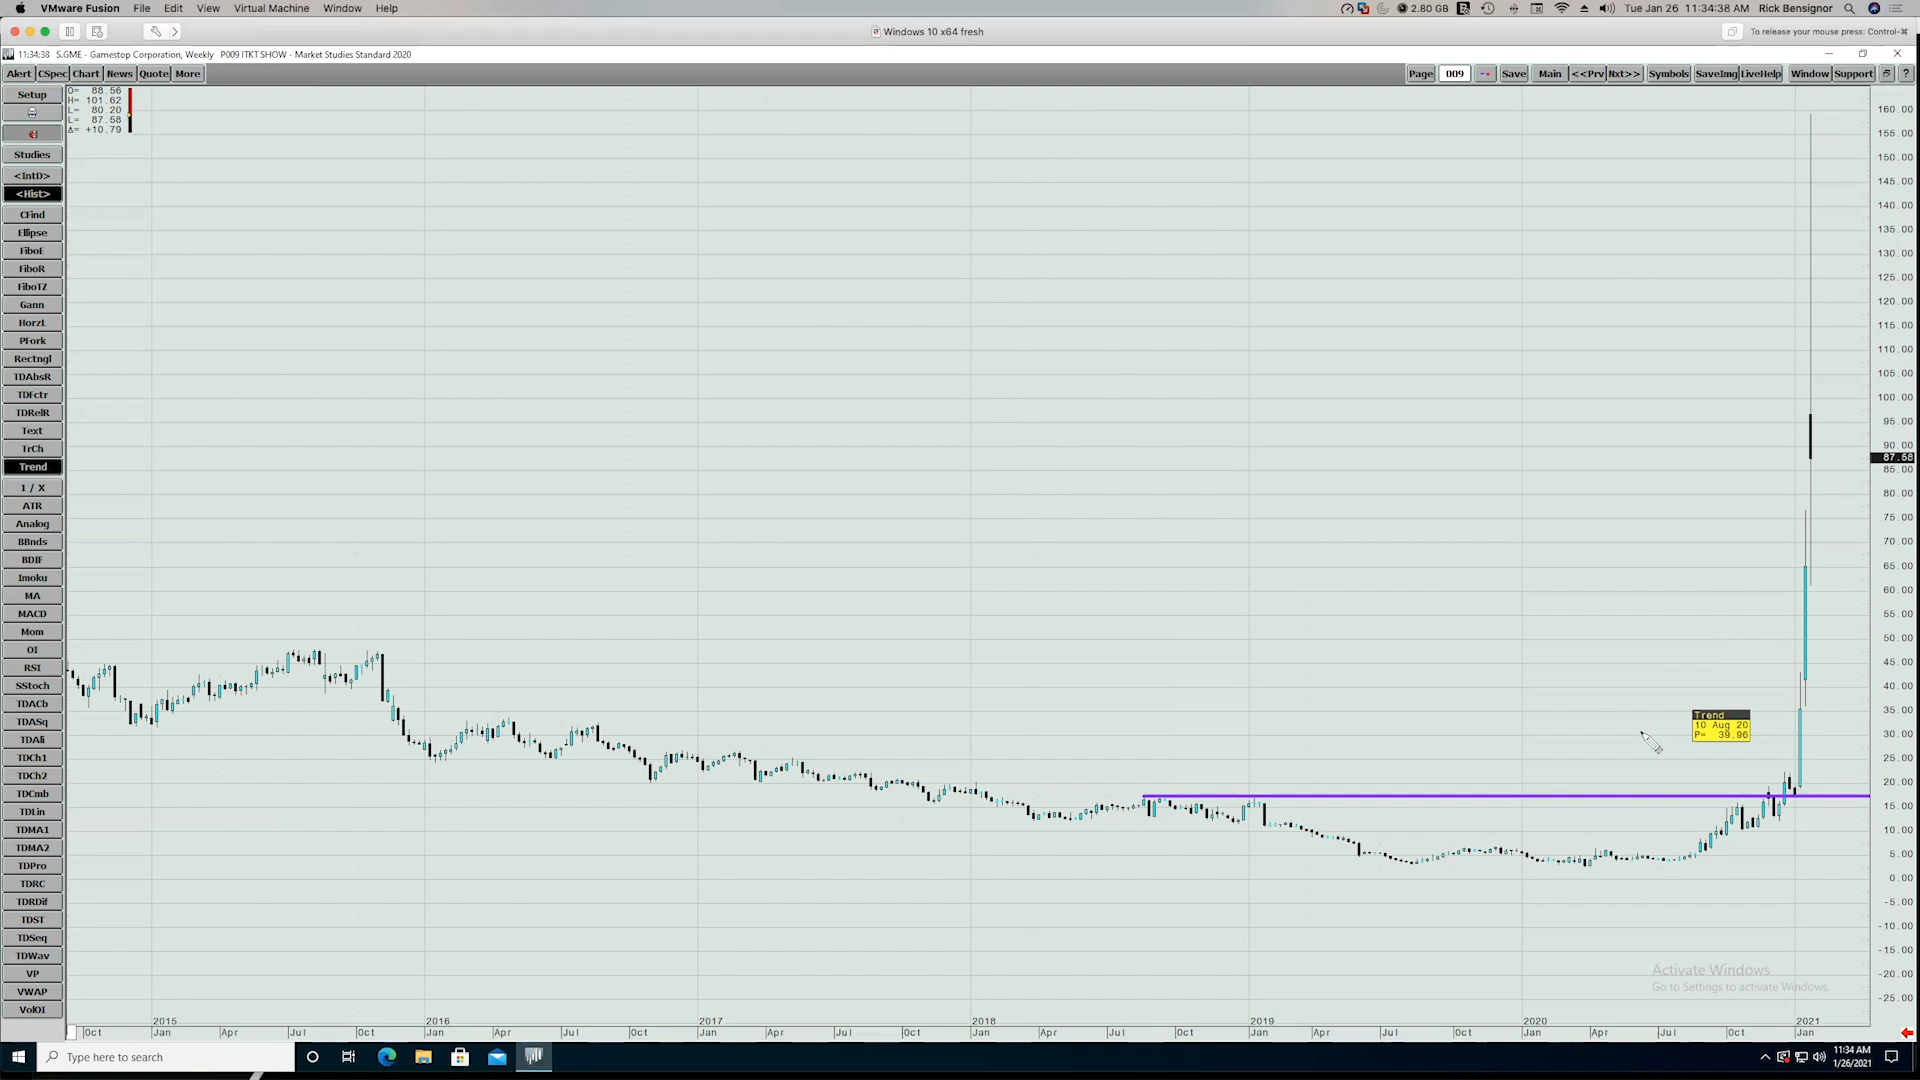 VMware Fusion File Edit View Virtual Machine Window Help 2.80 GB Tue Jan 26 11:34:38 AM Rick Bensignor
Windows 10 x64 fresh To release your mouse press: Control-⌘
11:34:38 S.GME - Gamestop Corporation, Weekly P009 ITKT SHOW - Market Studies Standard 2020
Alert CSpec Chart News Quote More Page 009 Save Main <<Prv Nxt>> Symbols SaveImg LiveHelp Window Support ?
Setup
Studies
<IntD>
<Hist>
CFind
Ellipse
FiboE
FiboR
FiboTZ
Gann
HorzL
PFork
Rectngl
TDAbsR
TDFctr
TDRelR
Text
TrCh
Trend
1 / X
ATR
Analog
BBnds
BDIF
Imoku
MA
MACD
Mom
OI
RSI
SStoch
TDACb
TDASq
TDAli
TDCh1
TDCh2
TDCmb
TDLin
TDMA1
TDMA2
TDPro
TDRC
TDRDif
TDST
TDSeq
TDWav
VP
VWAP
VolOI
O= 88.56
H= 101.62
L= 80.20
L= 87.58
Δ= +10.79
160.00
155.00
150.00
145.00
140.00
135.00
130.00
125.00
120.00
115.00
110.00
105.00
100.00
95.00
90.00
87.58
85.00
80.00
75.00
70.00
65.00
60.00
55.00
50.00
45.00
40.00
35.00
30.00
25.00
20.00
15.00
10.00
5.00
0.00
-5.00
-10.00
-15.00
-20.00
-25.00
Trend
10 Aug 20
P= 39.96
Activate Windows
Go to Settings to activate Windows.
2015 2016 2017 2018 2019 2020 2021
Oct Jan Apr Jul Oct Jan Apr Jul Oct Jan Apr Jul Oct Jan Apr Jul Oct Jan Apr Jul Oct Jan Apr Jul Oct Jan
Type here to search
11:34 AM
1/26/2021